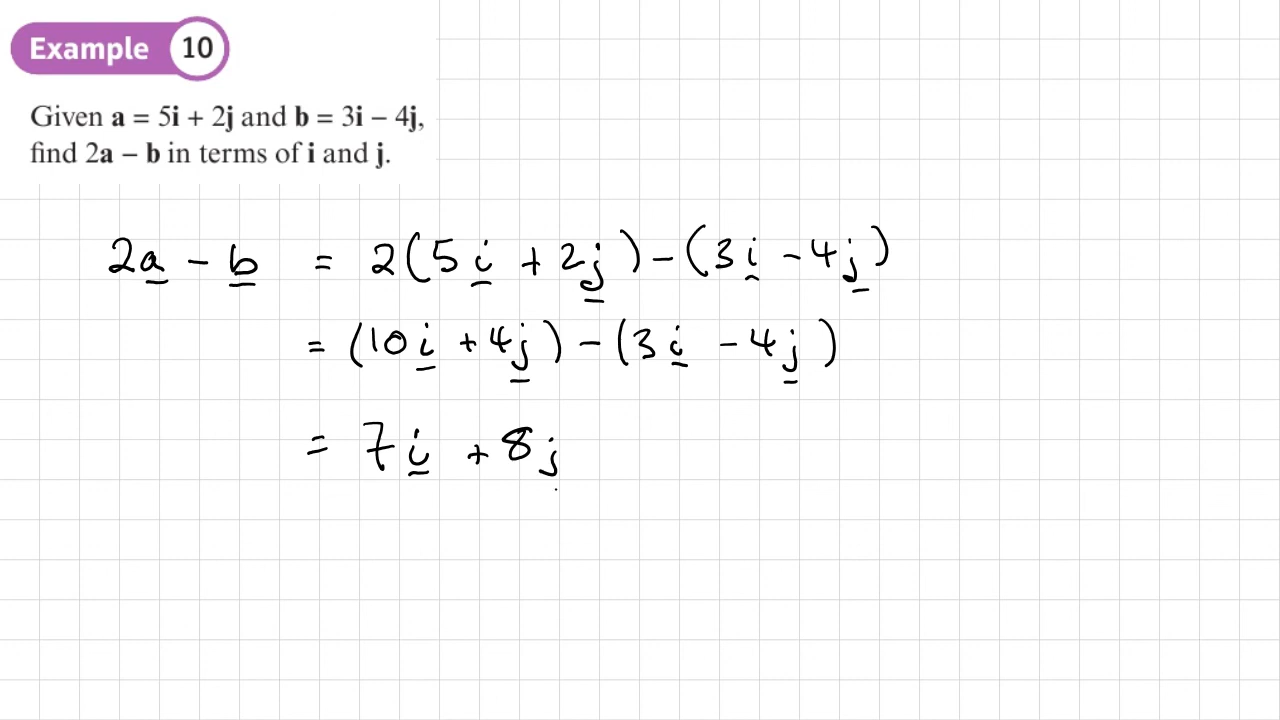 Example 10
Given a = 5i + 2j and b = 3i − 4j,
find 2a − b in terms of i and j.
2a − b = 2(5i + 2j) − (3i − 4j)
= (10i + 4j) − (3i − 4j)
= 7i + 8j